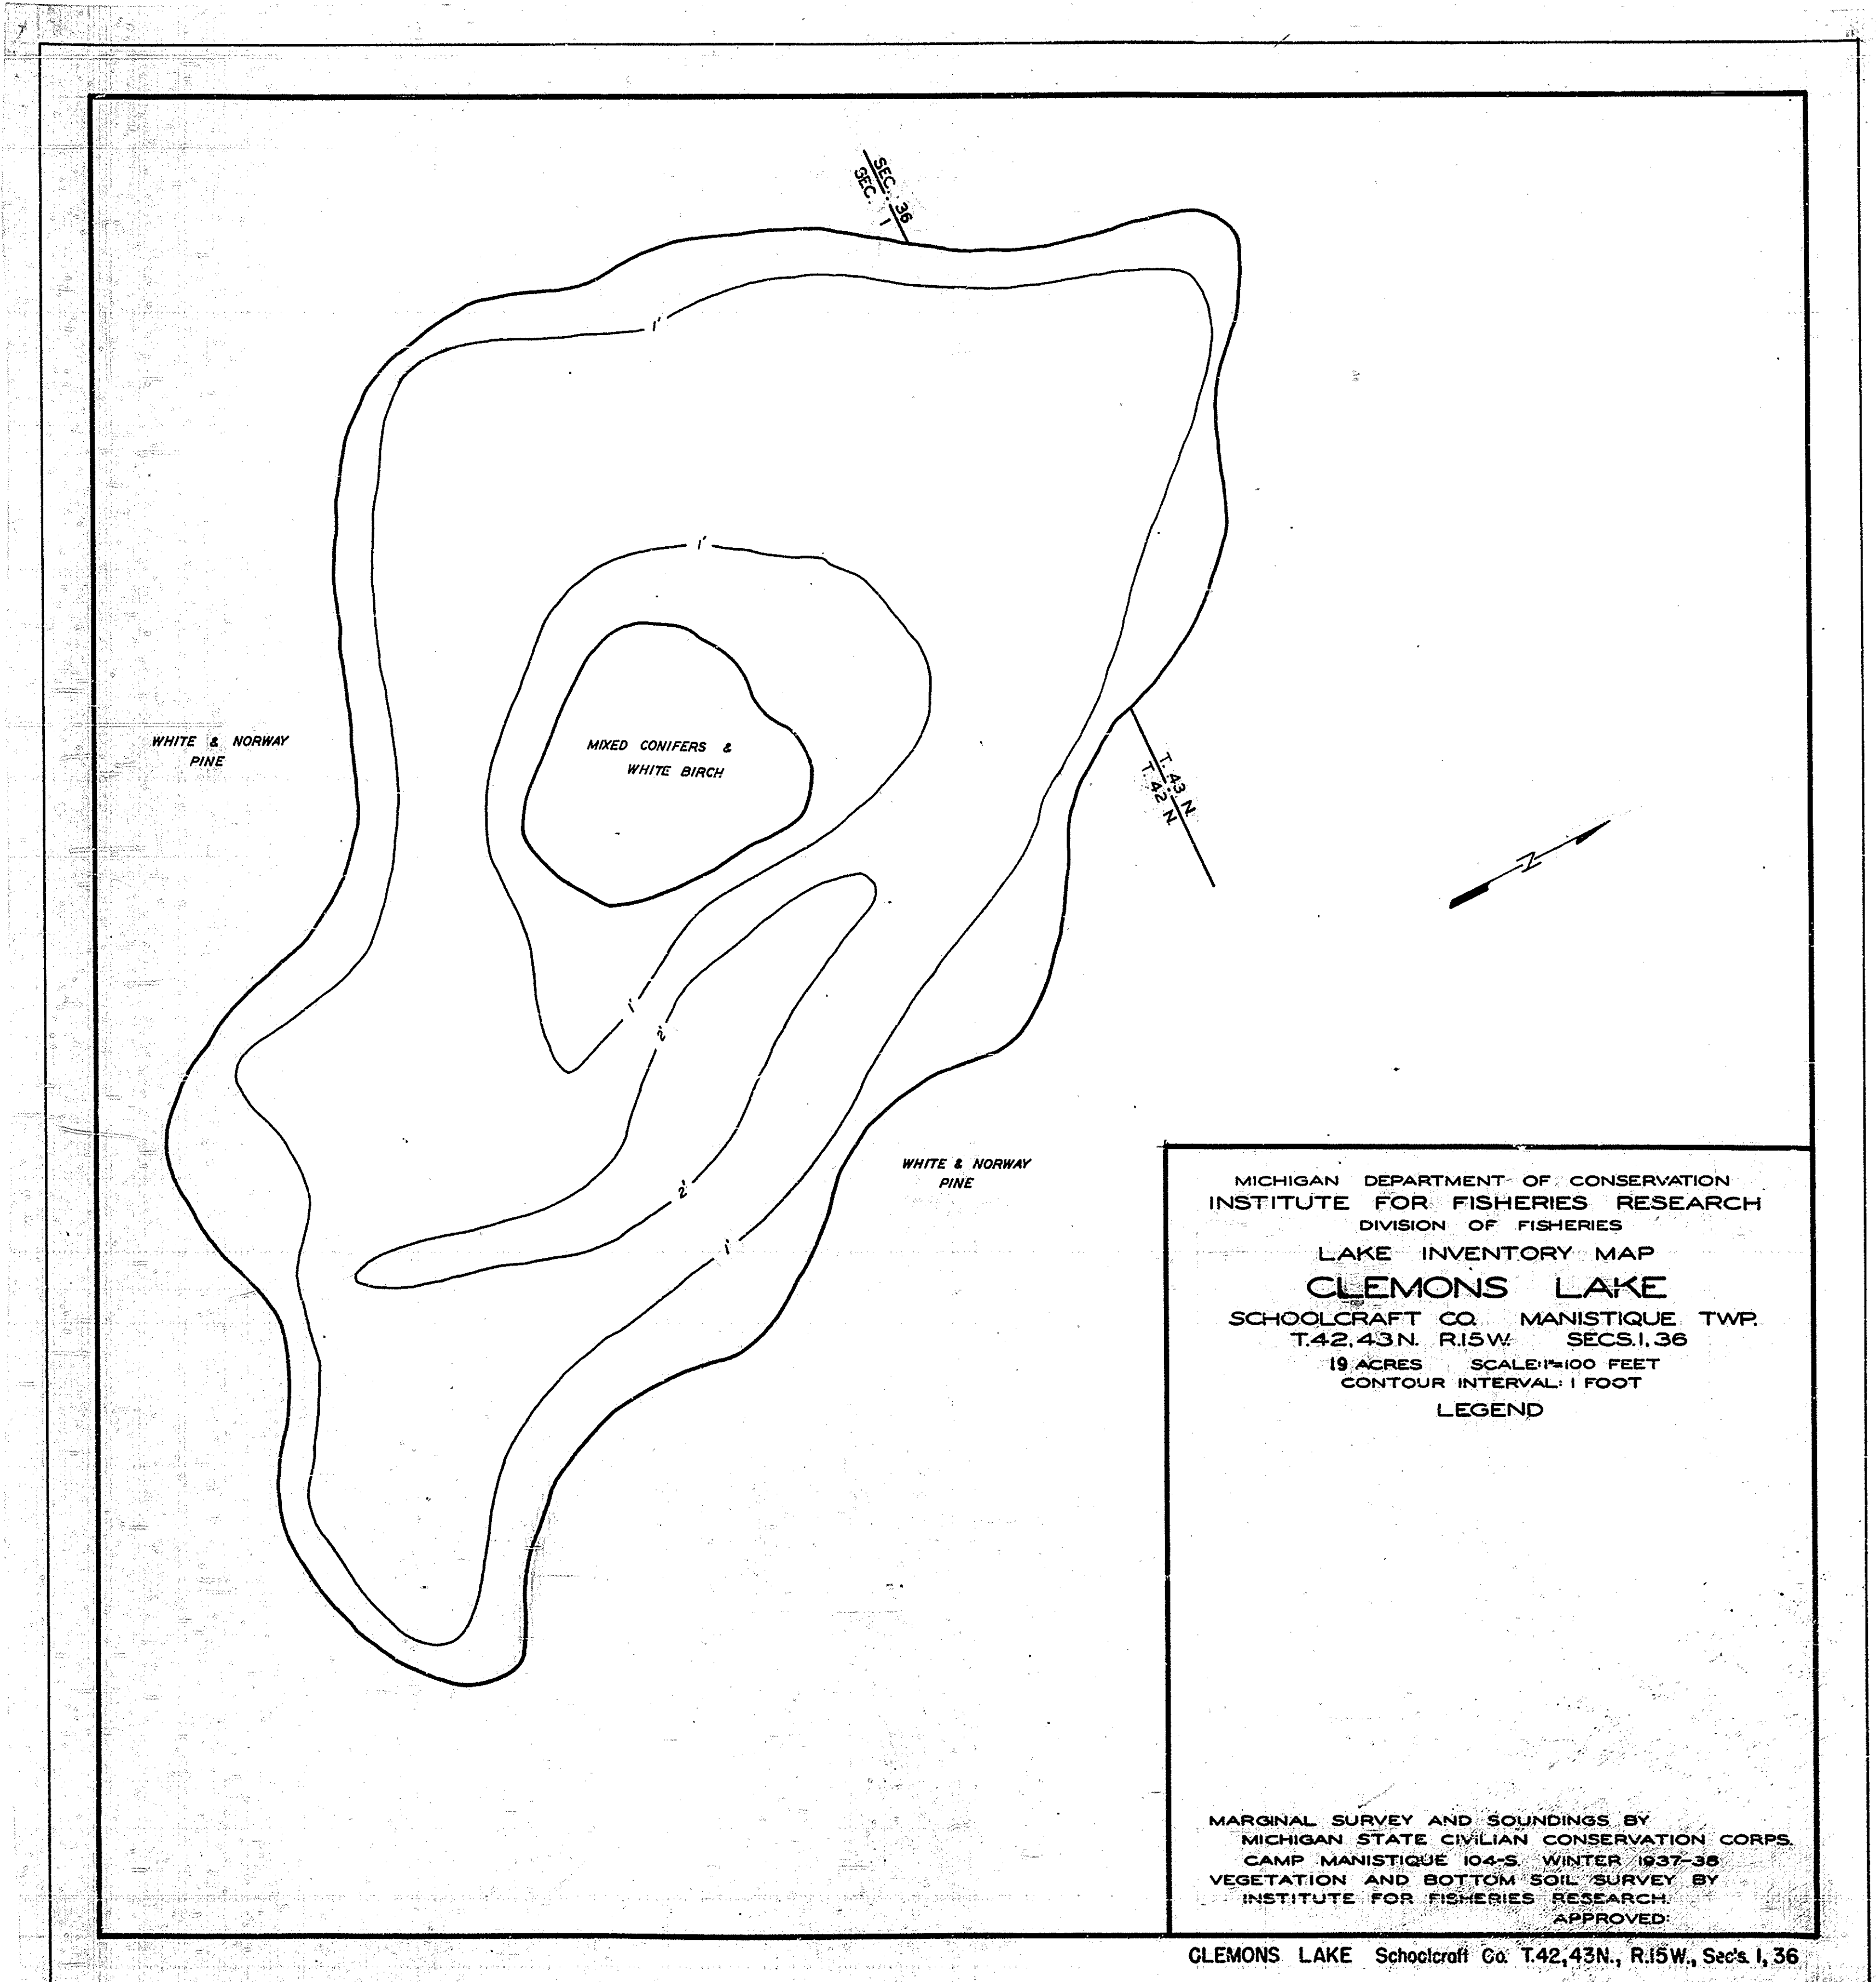 SEC. 36
SEC. 1
1'
1'
WHITE & NORWAY
PINE
MIXED CONIFERS &
WHITE BIRCH
T. 43 N
T. 42 N
N
1'
2'
WHITE & NORWAY
PINE
2'
1'
MICHIGAN DEPARTMENT OF CONSERVATION
INSTITUTE FOR FISHERIES RESEARCH
DIVISION OF FISHERIES
LAKE INVENTORY MAP
CLEMONS LAKE
SCHOOLCRAFT CO. MANISTIQUE TWP.
T.42,43N. R.15W. SECS.1,36
19 ACRES SCALE:1"=100 FEET
CONTOUR INTERVAL: 1 FOOT
LEGEND
MARGINAL SURVEY AND SOUNDINGS BY
MICHIGAN STATE CIVILIAN CONSERVATION CORPS.
CAMP MANISTIQUE 104-S. WINTER 1937-38
VEGETATION AND BOTTOM SOIL SURVEY BY
INSTITUTE FOR FISHERIES RESEARCH.
APPROVED:
CLEMONS LAKE Schoolcraft Co. T.42,43N., R.15W., Sec's. 1, 36